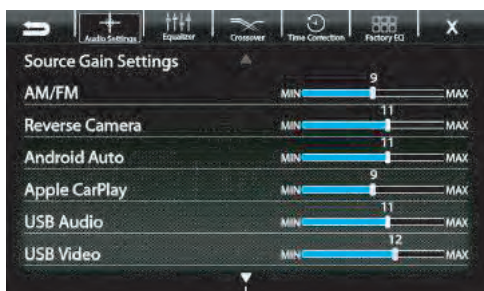 Audio Settings Equalizer Crossover Time Correction Factory EQ X
Source Gain Settings
9
AM/FM MIN MAX
11
Reverse Camera MIN MAX
11
Android Auto MIN MAX
9
Apple CarPlay MIN MAX
11
USB Audio MIN MAX
12
USB Video MIN MAX